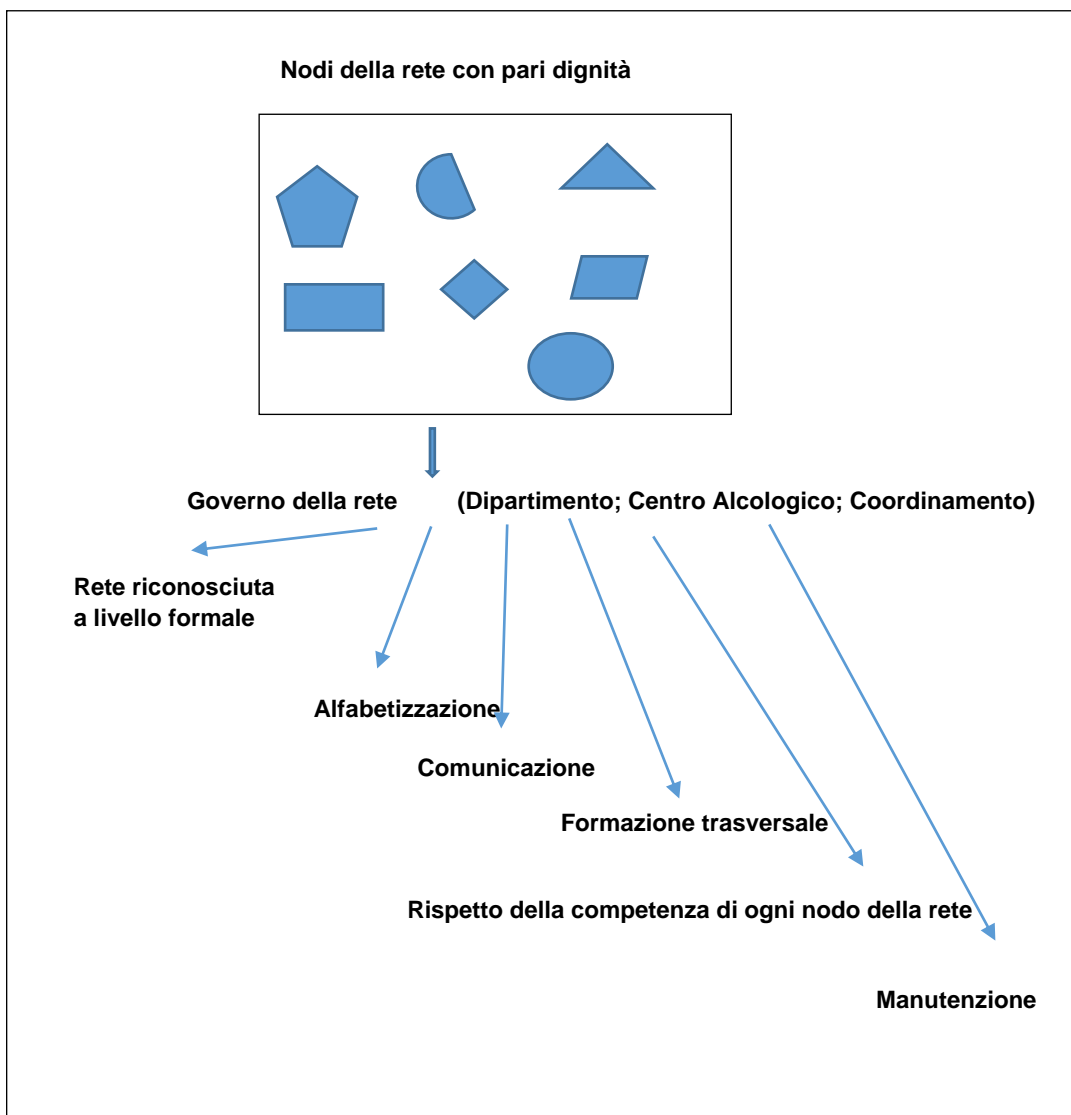 Nodi della rete con pari dignità
Governo della rete (Dipartimento; Centro Alcologico; Coordinamento)
Rete riconosciuta
a livello formale
Alfabetizzazione
Comunicazione
Formazione trasversale
Rispetto della competenza di ogni nodo della rete
Manutenzione